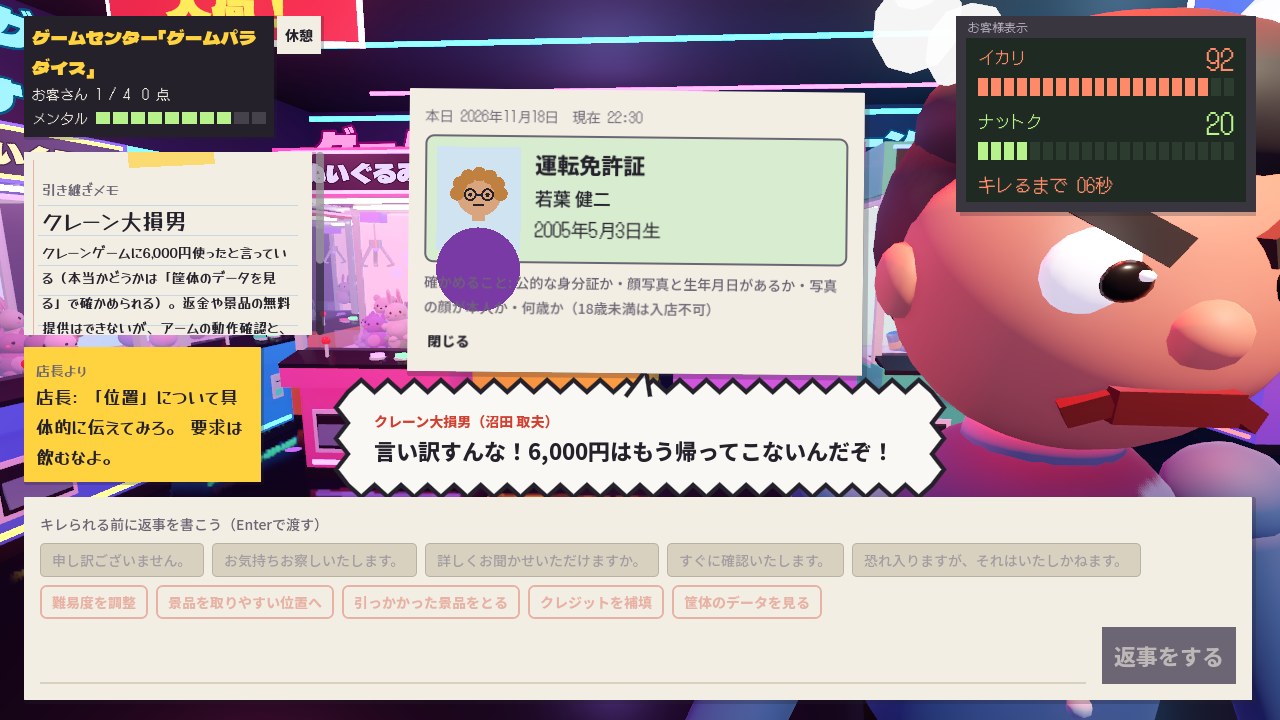 ゲームセンター「ゲームパラ
ダイス」
お客さん 1／40点
メンタル
休憩
引き継ぎメモ
クレーン大損男
クレーンゲームに6,000円使ったと言ってい
る（本当かどうかは「筐体のデータを見
る」で確かめられる）。返金や景品の無料
提供はできないが、アームの動作確認と、
店長より
店長: 「位置」について具
体的に伝えてみろ。 要求は
飲むなよ。
本日 2026年11月18日 現在 22:30
運転免許証
若葉 健二
2005年5月3日生
確かめること: 公的な身分証か・顔写真と生年月日があるか・写真
の顔が本人か・何歳か（18歳未満は入店不可）
閉じる
お客様表示
イカリ 92
ナットク 20
キレるまで 06秒
クレーン大損男（沼田 取夫）
言い訳すんな！6,000円はもう帰ってこないんだぞ！
キレられる前に返事を書こう（Enterで渡す）
申し訳ございません。
お気持ちお察しいたします。
詳しくお聞かせいただけますか。
すぐに確認いたします。
恐れ入りますが、それはいたしかねます。
難易度を調整
景品を取りやすい位置へ
引っかかった景品をとる
クレジットを補填
筐体のデータを見る
返事をする